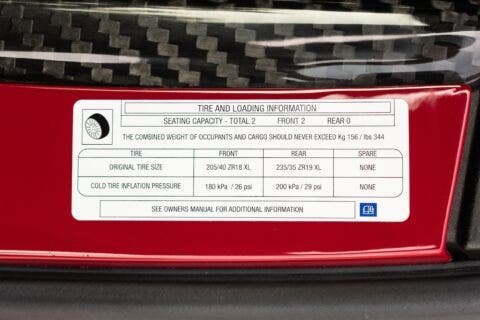 TIRE AND LOADING INFORMATION
SEATING CAPACITY - TOTAL 2 FRONT 2 REAR 0
THE COMBINED WEIGHT OF OCCUPANTS AND CARGO SHOULD NEVER EXCEED Kg 156 / lbs 344
TIRE FRONT REAR SPARE
ORIGINAL TIRE SIZE 205/40 ZR18 XL 235/35 ZR19 XL NONE
COLD TIRE INFLATION PRESSURE 180 kPa / 26 psi 200 kPa / 29 psi NONE
SEE OWNERS MANUAL FOR ADDITIONAL INFORMATION